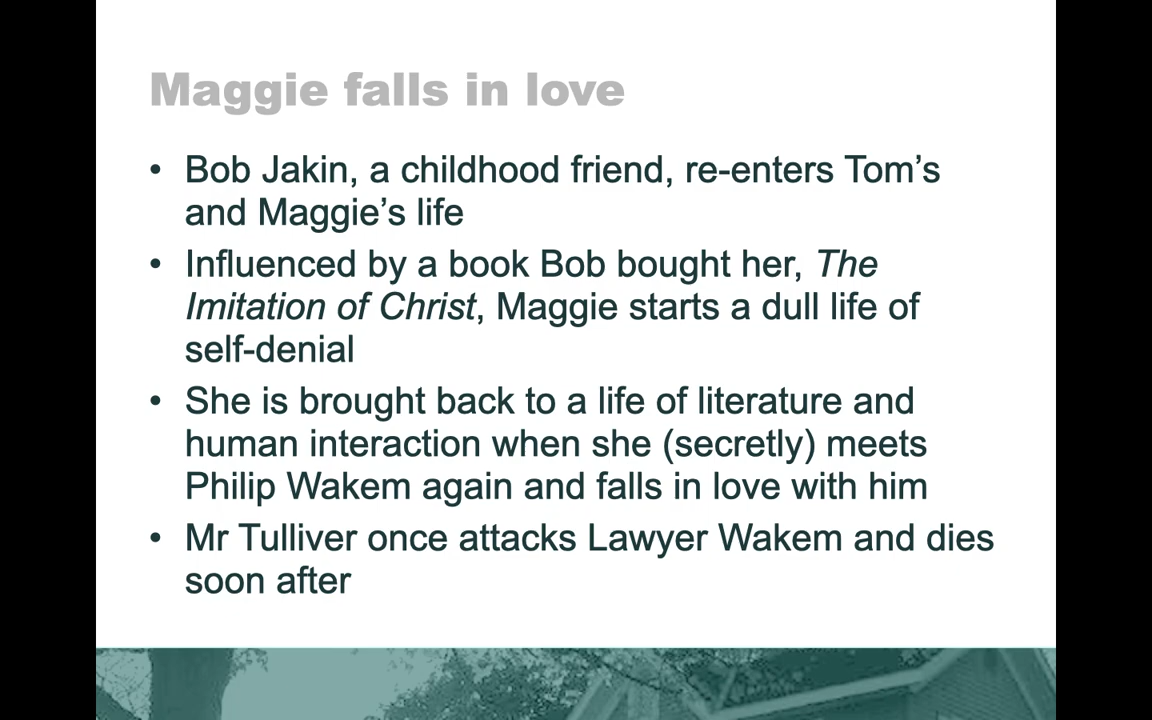 Maggie falls in love
• Bob Jakin, a childhood friend, re-enters Tom’s
and Maggie’s life
• Influenced by a book Bob bought her, The
Imitation of Christ, Maggie starts a dull life of
self-denial
• She is brought back to a life of literature and
human interaction when she (secretly) meets
Philip Wakem again and falls in love with him
• Mr Tulliver once attacks Lawyer Wakem and dies
soon after